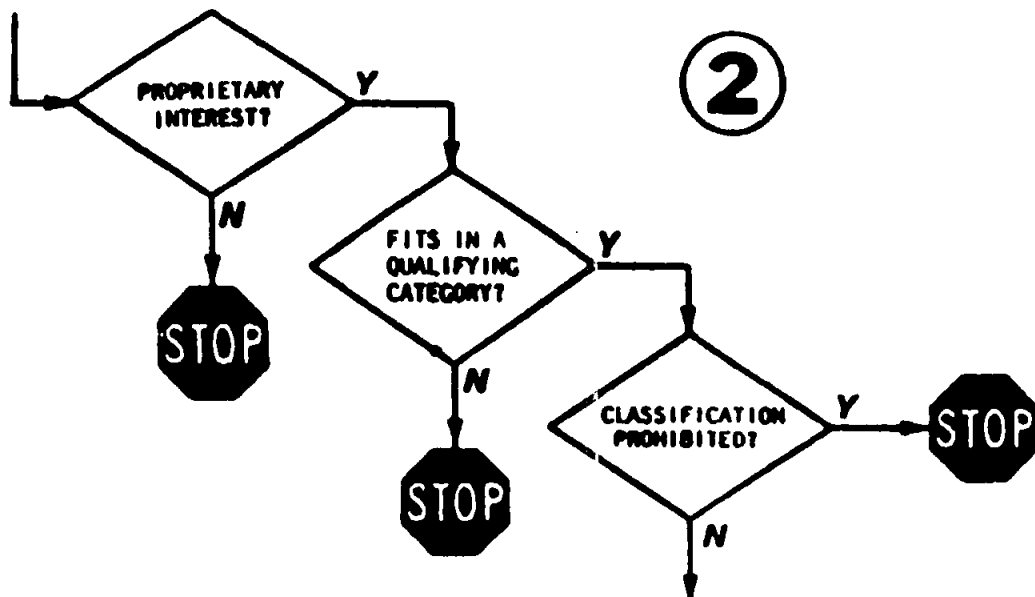 2
PROPRIETARY
INTEREST?
Y
N
STOP
FITS IN A
QUALIFYING
CATEGORY?
Y
N
STOP
CLASSIFICATION
PROHIBITED?
Y
STOP
N